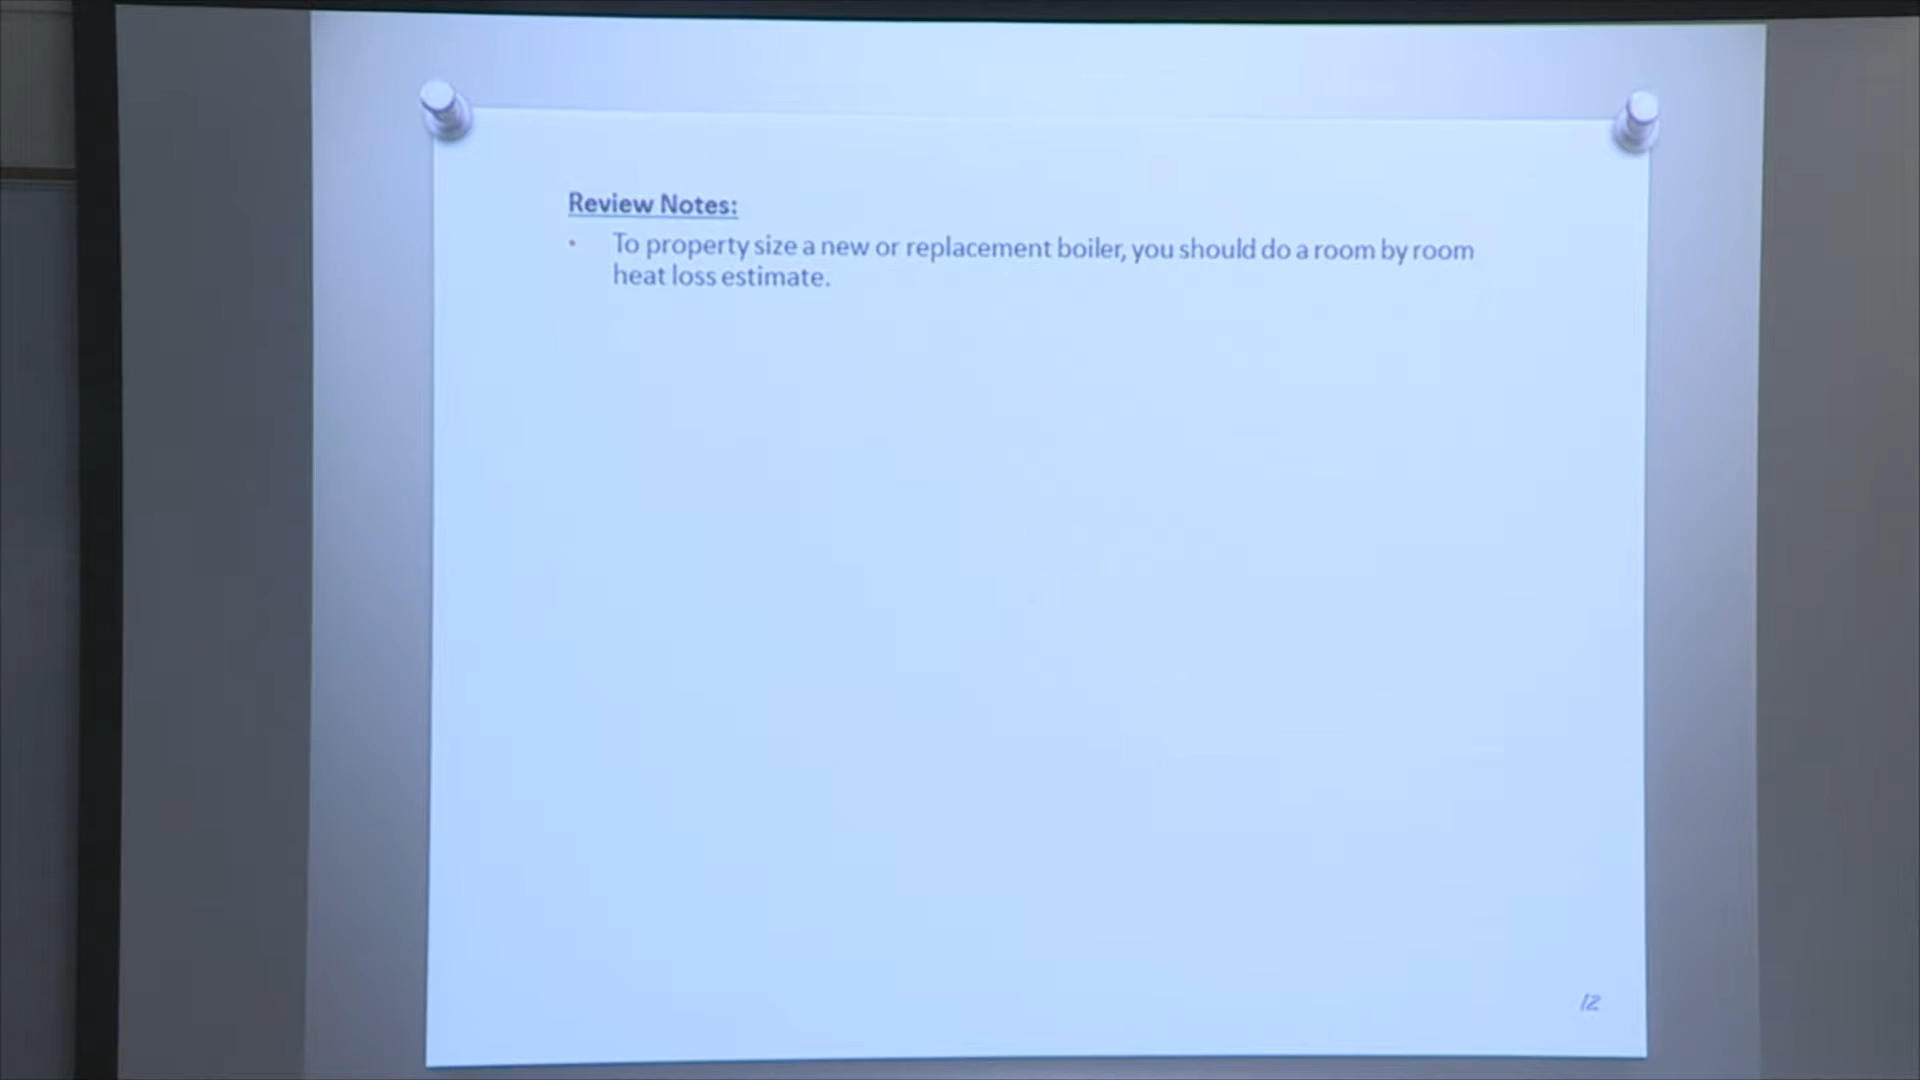 Review Notes:
• To property size a new or replacement boiler, you should do a room by room
heat loss estimate.
12